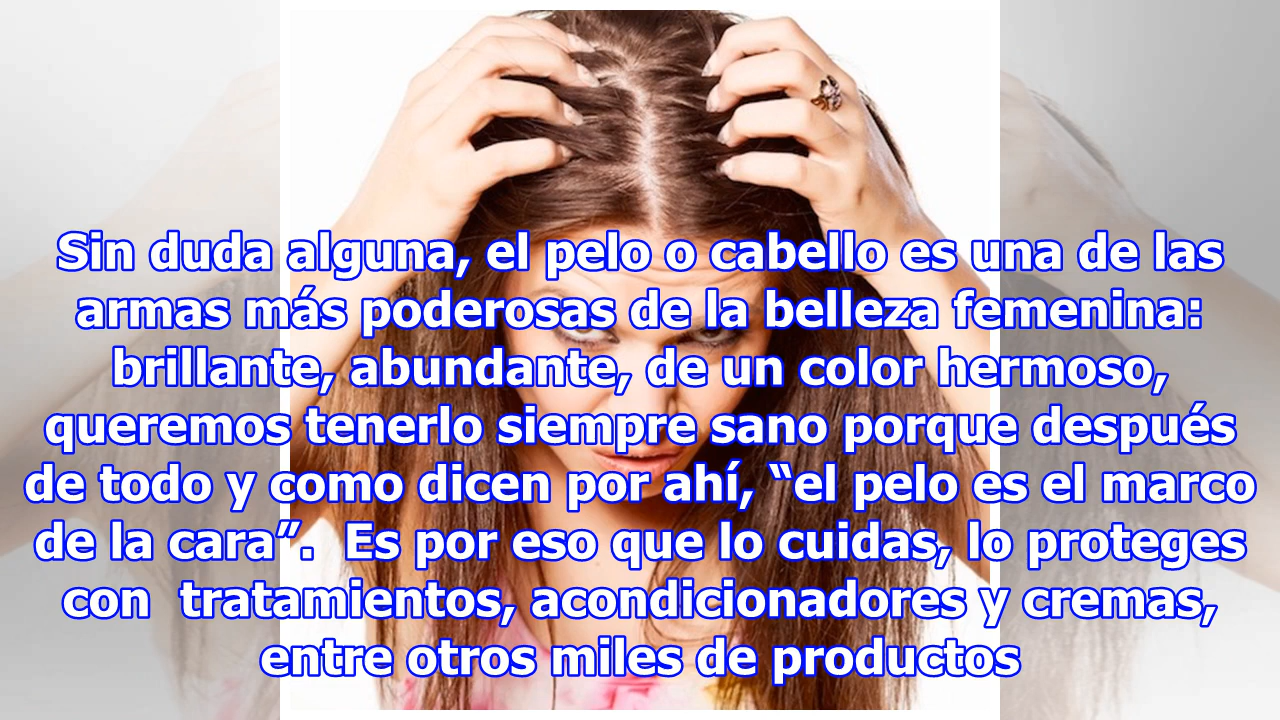 Sin duda alguna, el pelo o cabello es una de las
armas más poderosas de la belleza femenina:
brillante, abundante, de un color hermoso,
queremos tenerlo siempre sano porque después
de todo y como dicen por ahí, “el pelo es el marco
de la cara”.  Es por eso que lo cuidas, lo proteges
con  tratamientos, acondicionadores y cremas,
entre otros miles de productos